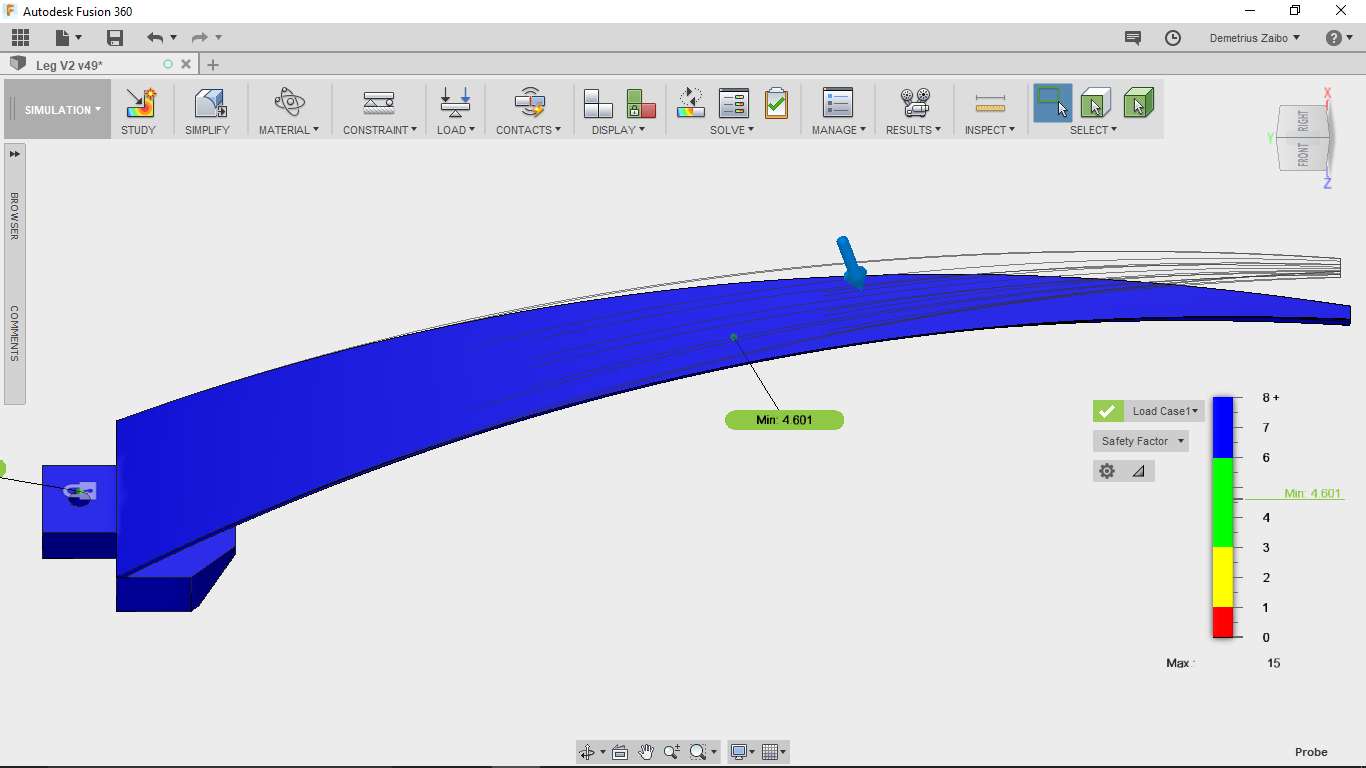 Autodesk Fusion 360
Demetrius Zaibo
Leg V2 v49*
SIMULATION
STUDY
SIMPLIFY
MATERIAL
CONSTRAINT
LOAD
CONTACTS
DISPLAY
SOLVE
MANAGE
RESULTS
INSPECT
SELECT
BROWSER
COMMENTS
X
Y
RIGHT
FRONT
Z
Min: 4.601
Load Case1
Safety Factor
8 +
7
6
Min: 4.601
4
3
2
1
0
Max : 15
Probe